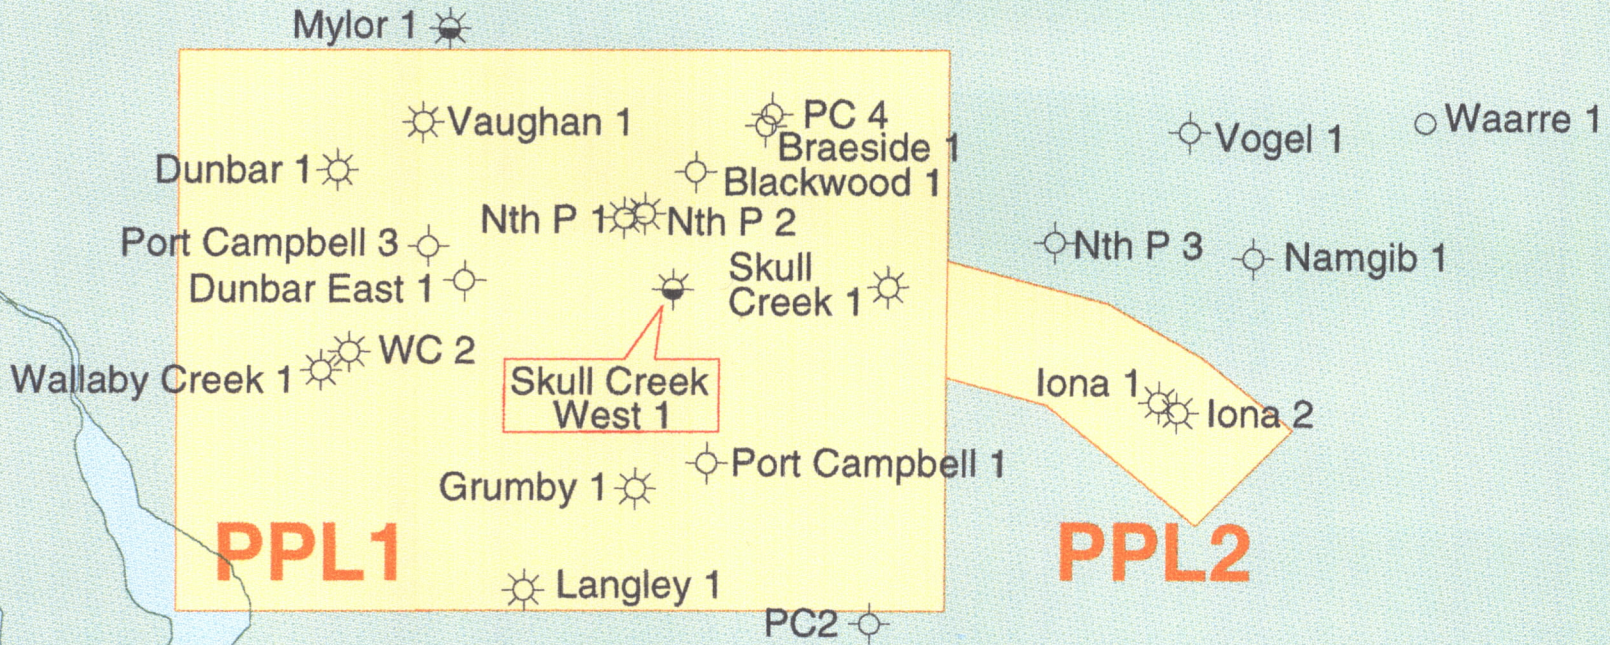 Mylor 1
Vaughan 1
PC 4
Braeside 1
Waarre 1
Vogel 1
Dunbar 1
Blackwood 1
Nth P 1
Nth P 2
Port Campbell 3
Nth P 3
Namgib 1
Dunbar East 1
Skull
Creek 1
WC 2
Wallaby Creek 1
Skull Creek
West 1
Iona 1
Iona 2
Port Campbell 1
Grumby 1
PPL1
PPL2
Langley 1
PC2